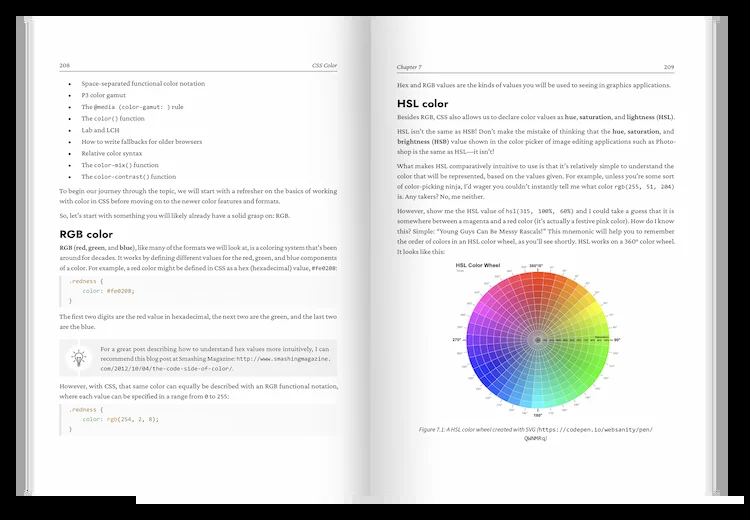 208
CSS Color
• Space-separated functional color notation
• P3 color gamut
• The @media (color-gamut: ) rule
• The color() function
• Lab and LCH
• How to write fallbacks for older browsers
• Relative color syntax
• The color-mix() function
• The color-contrast() function
To begin our journey through the topic, we will start with a refresher on the basics of working
with color in CSS before moving on to the newer color features and formats.
So, let's start with something you will likely already have a solid grasp on: RGB.
RGB color
RGB (red, green, and blue), like many of the formats we will look at, is a coloring system that's been
around for decades. It works by defining different values for the red, green, and blue components
of a color. For example, a red color might be defined in CSS as a hex (hexadecimal) value, #fe0208:
.redness {
color: #fe0208;
}
The first two digits are the red value in hexadecimal, the next two are the green, and the last two
are the blue.
For a great post describing how to understand hex values more intuitively, I can
recommend this blog post at Smashing Magazine: http://www.smashingmagazine.
com/2012/10/04/the-code-side-of-color/.
However, with CSS, that same color can equally be described with an RGB functional notation,
where each value can be specified in a range from 0 to 255:
.redness {
color: rgb(254, 2, 8);
}
Chapter 7
209
Hex and RGB values are the kinds of values you will be used to seeing in graphics applications.
HSL color
Besides RGB, CSS also allows us to declare color values as hue, saturation, and lightness (HSL).
HSL isn't the same as HSB! Don't make the mistake of thinking that the hue, saturation, and
brightness (HSB) value shown in the color picker of image editing applications such as Photo-
shop is the same as HSL—it isn't!
What makes HSL comparatively intuitive to use is that it's relatively simple to understand the
color that will be represented, based on the values given. For example, unless you're some sort
of color-picking ninja, I'd wager you couldn't instantly tell me what color rgb(255, 51, 204)
is. Any takers? No, me neither.
However, show me the HSL value of hsl(315, 100%, 60%) and I could take a guess that it is
somewhere between a magenta and a red color (it's actually a festive pink color). How do I know
this? Simple: "Young Guys Can Be Messy Rascals!" This mnemonic will help you to remember
the order of colors in an HSL color wheel, as you'll see shortly. HSL works on a 360° color wheel.
It looks like this:
HSL Color Wheel
360°/0°
270°
90°
180°
Figure 7.1: A HSL color wheel created with SVG (https://codepen.io/websanity/pen/
QWNMRq)